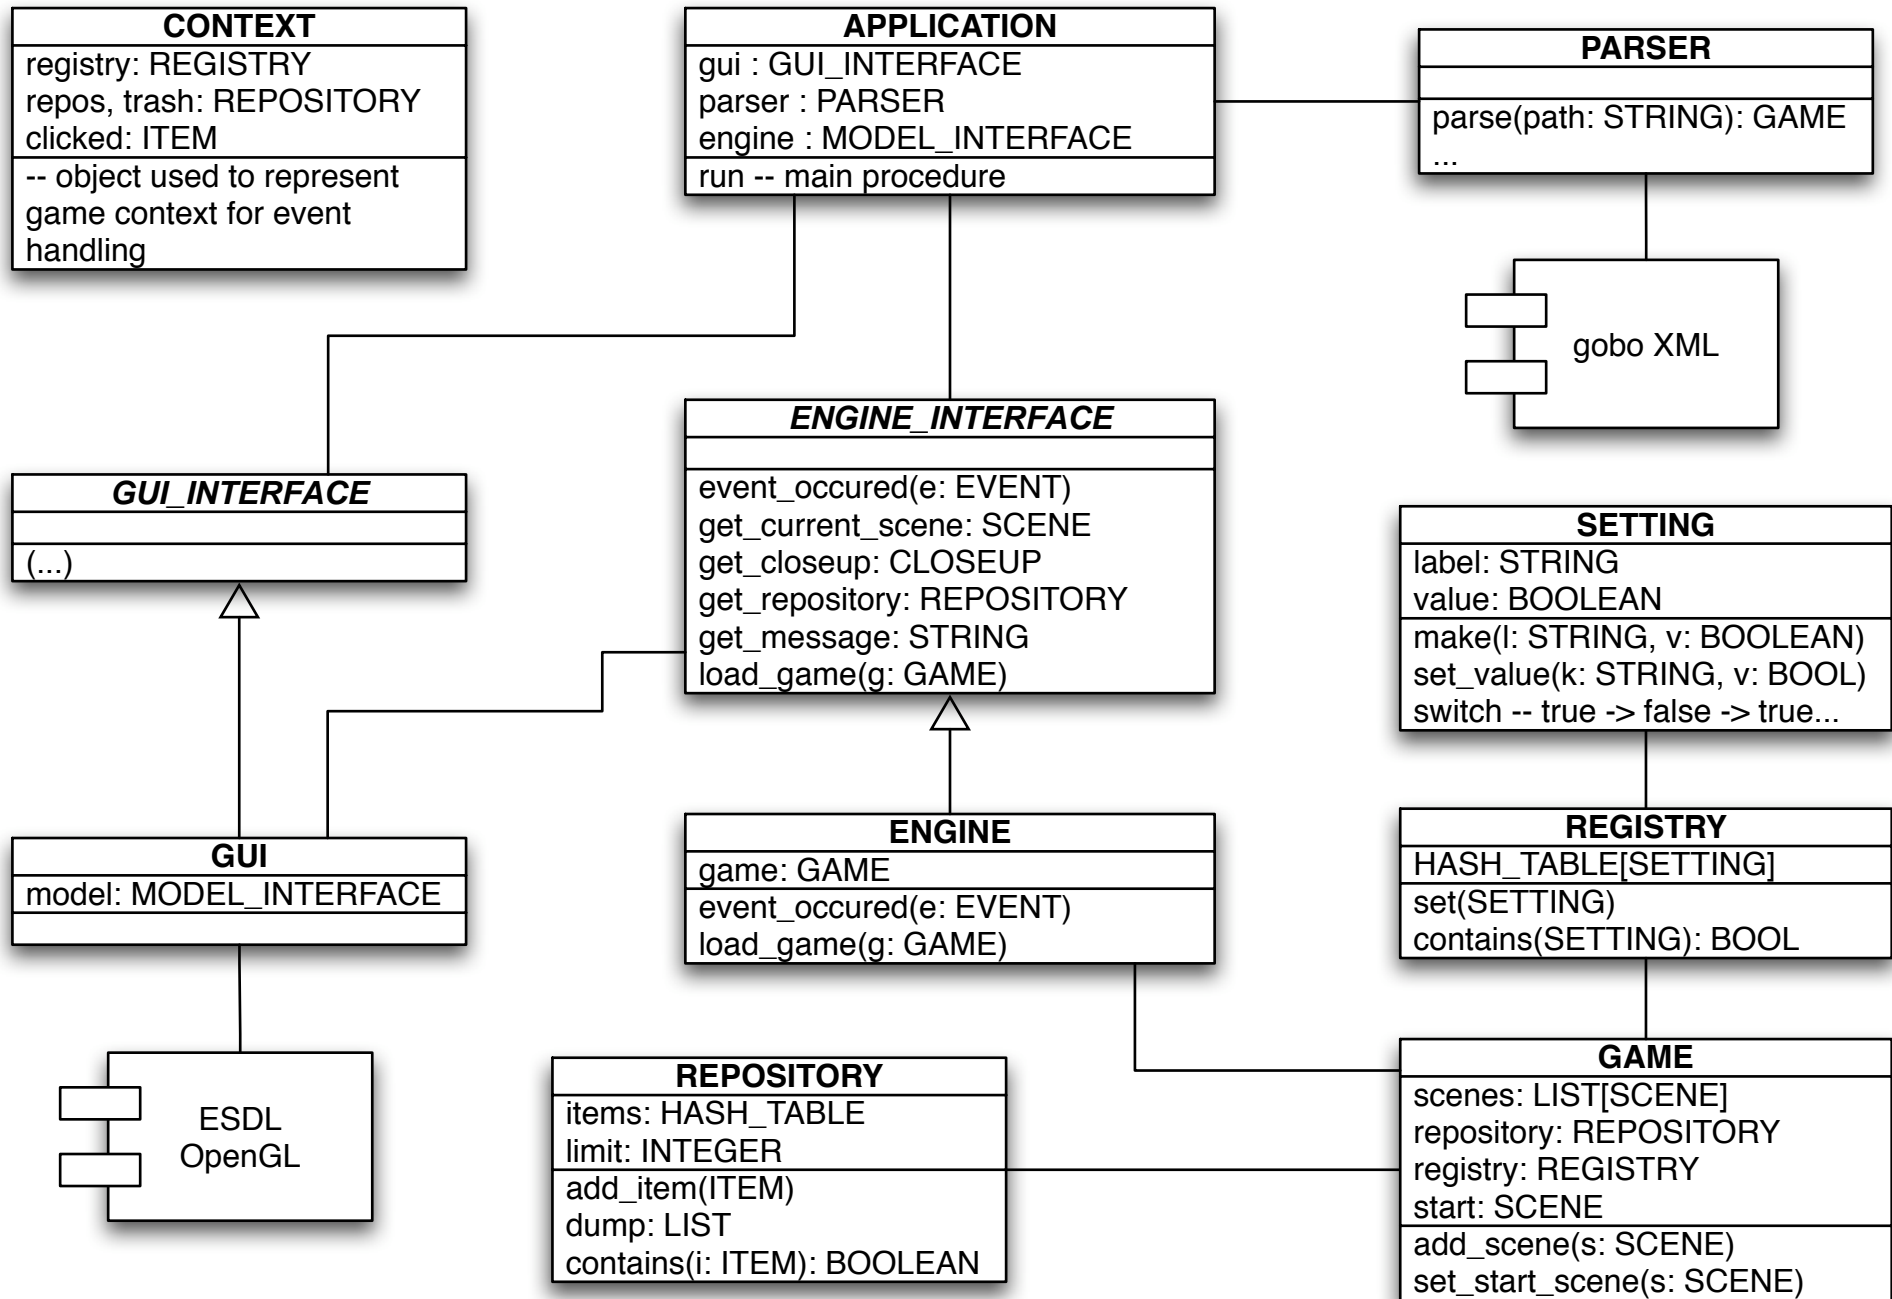 CONTEXT
registry: REGISTRY
repos, trash: REPOSITORY
clicked: ITEM
-- object used to represent
game context for event
handling
APPLICATION
gui : GUI_INTERFACE
parser : PARSER
engine : MODEL_INTERFACE
run -- main procedure
PARSER
parse(path: STRING): GAME
...
gobo XML
GUI_INTERFACE
(...)
ENGINE_INTERFACE
event_occured(e: EVENT)
get_current_scene: SCENE
get_closeup: CLOSEUP
get_repository: REPOSITORY
get_message: STRING
load_game(g: GAME)
SETTING
label: STRING
value: BOOLEAN
make(l: STRING, v: BOOLEAN)
set_value(k: STRING, v: BOOL)
switch -- true -> false -> true...
GUI
model: MODEL_INTERFACE
ENGINE
game: GAME
event_occured(e: EVENT)
load_game(g: GAME)
REGISTRY
HASH_TABLE[SETTING]
set(SETTING)
contains(SETTING): BOOL
ESDL
OpenGL
REPOSITORY
items: HASH_TABLE
limit: INTEGER
add_item(ITEM)
dump: LIST
contains(i: ITEM): BOOLEAN
GAME
scenes: LIST[SCENE]
repository: REPOSITORY
registry: REGISTRY
start: SCENE
add_scene(s: SCENE)
set_start_scene(s: SCENE)